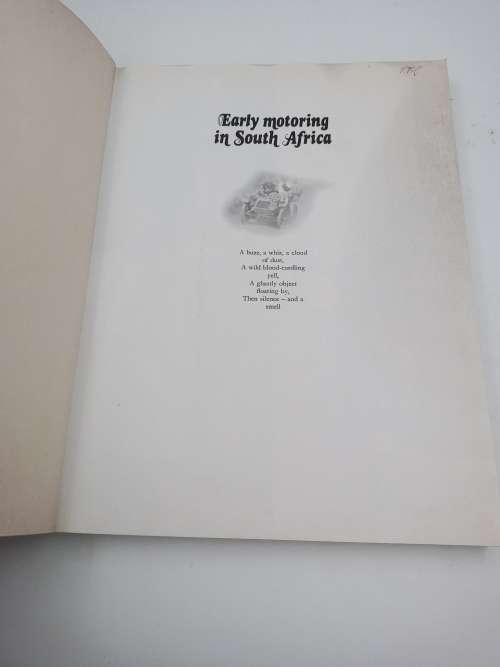 Early motoring
in South Africa
A buzz, a whiz, a cloud
of dust,
A wild blood-curdling
yell,
A ghastly object
floating by,
Then silence – and a
smell